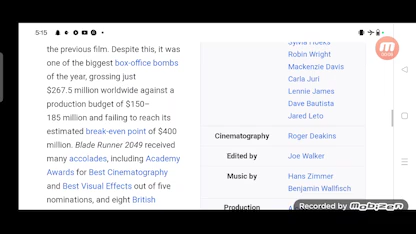 5:15
the previous film. Despite this, it was
one of the biggest box-office bombs
of the year, grossing just
$267.5 million worldwide against a
production budget of $150–
185 million and failing to reach its
estimated break-even point of $400
million. Blade Runner 2049 received
many accolades, including Academy
Awards for Best Cinematography
and Best Visual Effects out of five
nominations, and eight British
Sylvia Hoeks
Robin Wright
Mackenzie Davis
Carla Juri
Lennie James
Dave Bautista
Jared Leto
Cinematography Roger Deakins
Edited by Joe Walker
Music by Hans Zimmer
Benjamin Wallfisch
Production
Recorded by Mobizen